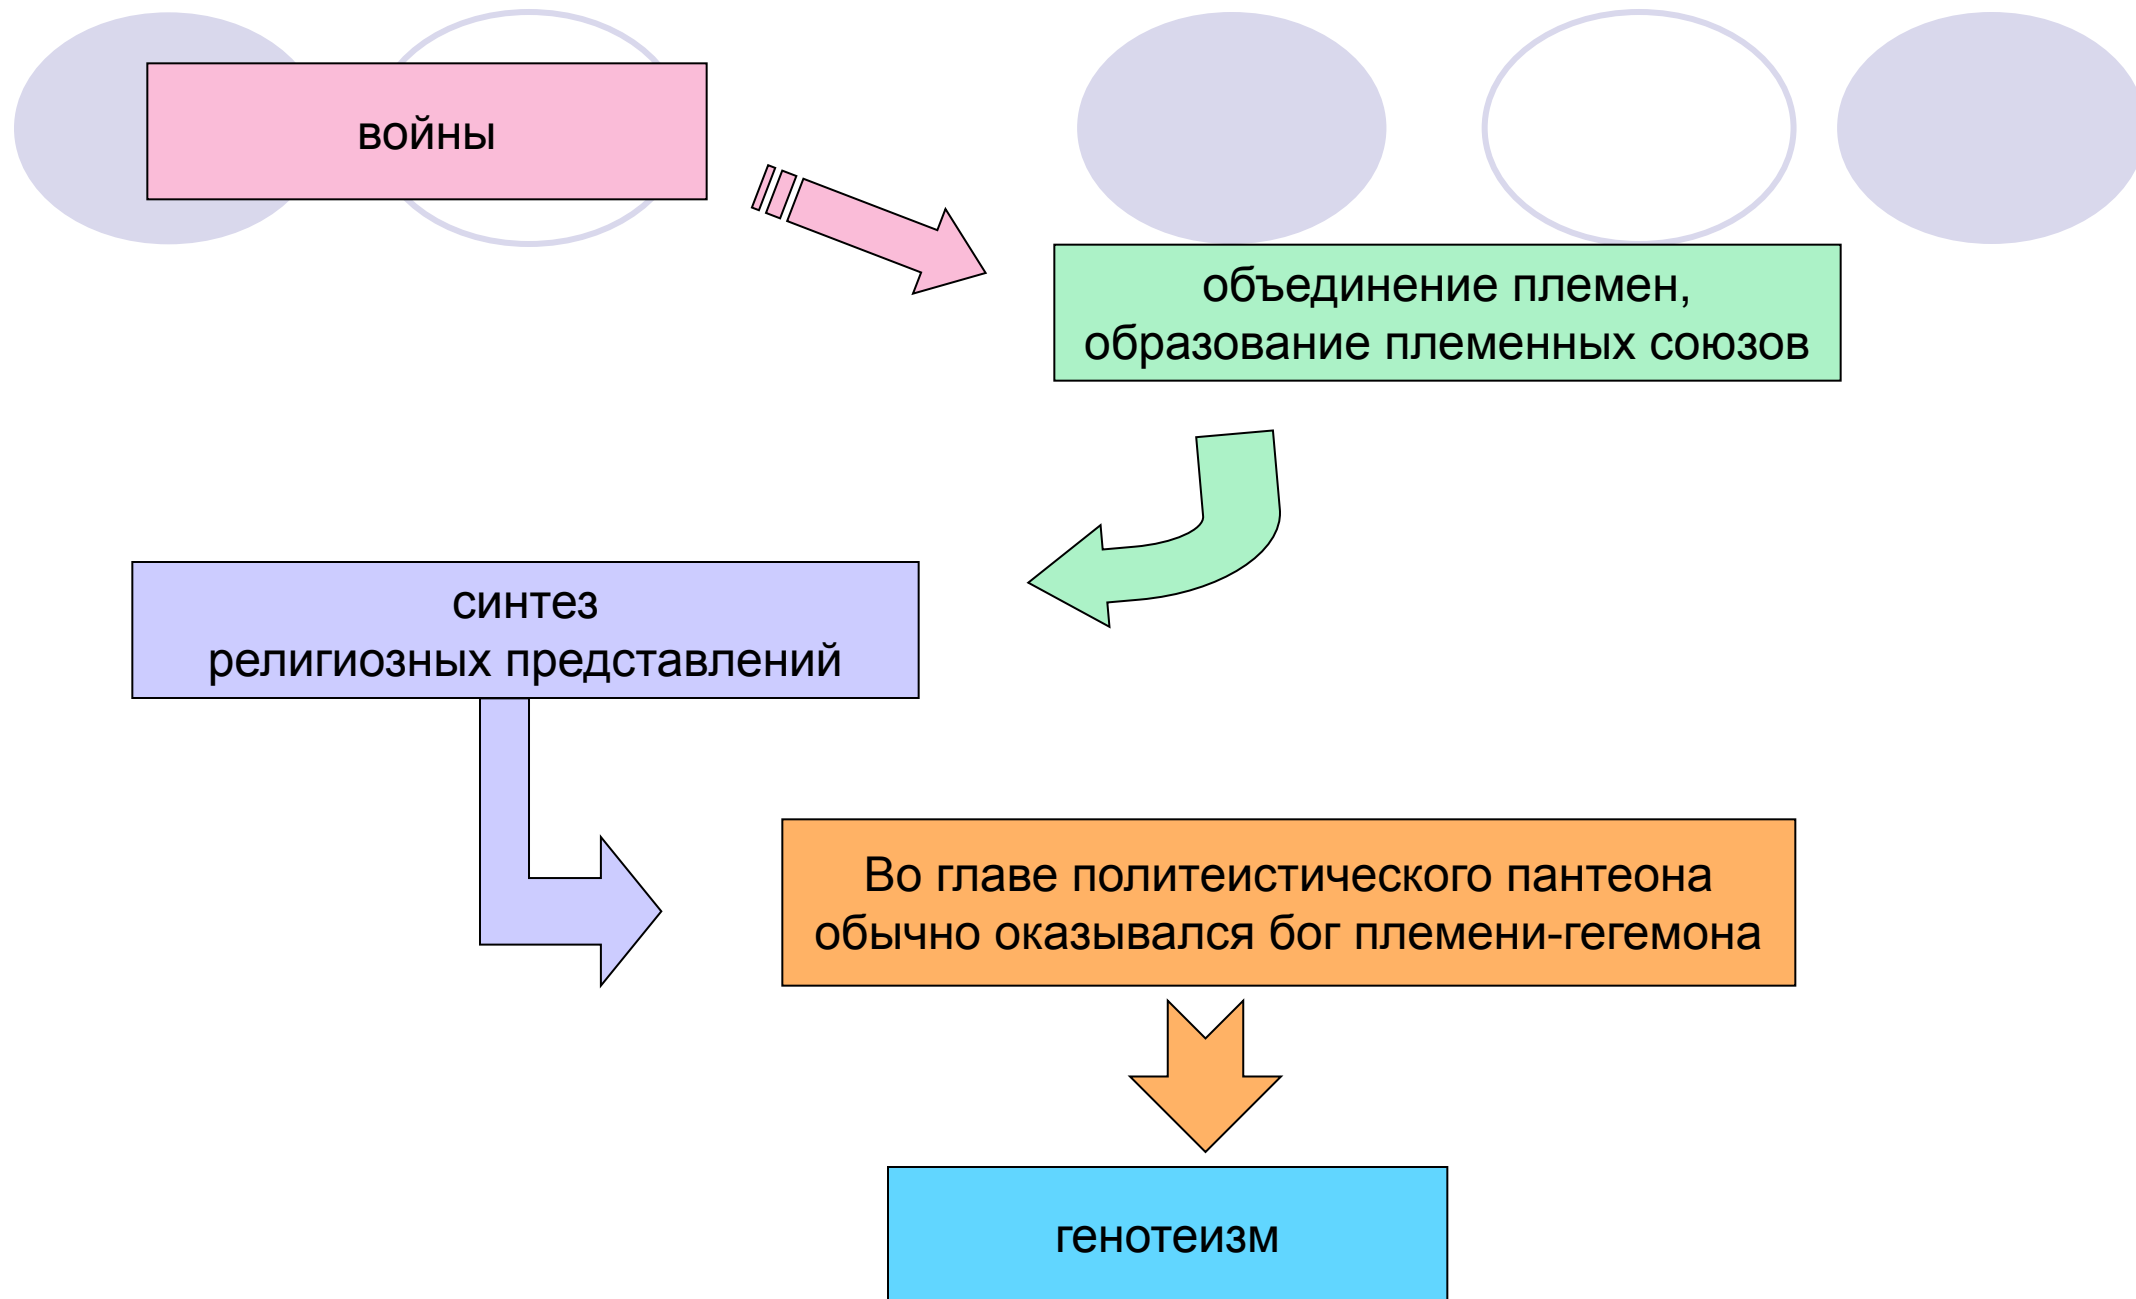 войны
объединение племен,
образование племенных союзов
синтез
религиозных представлений
Во главе политеистического пантеона
обычно оказывался бог племени-гегемона
генотеизм